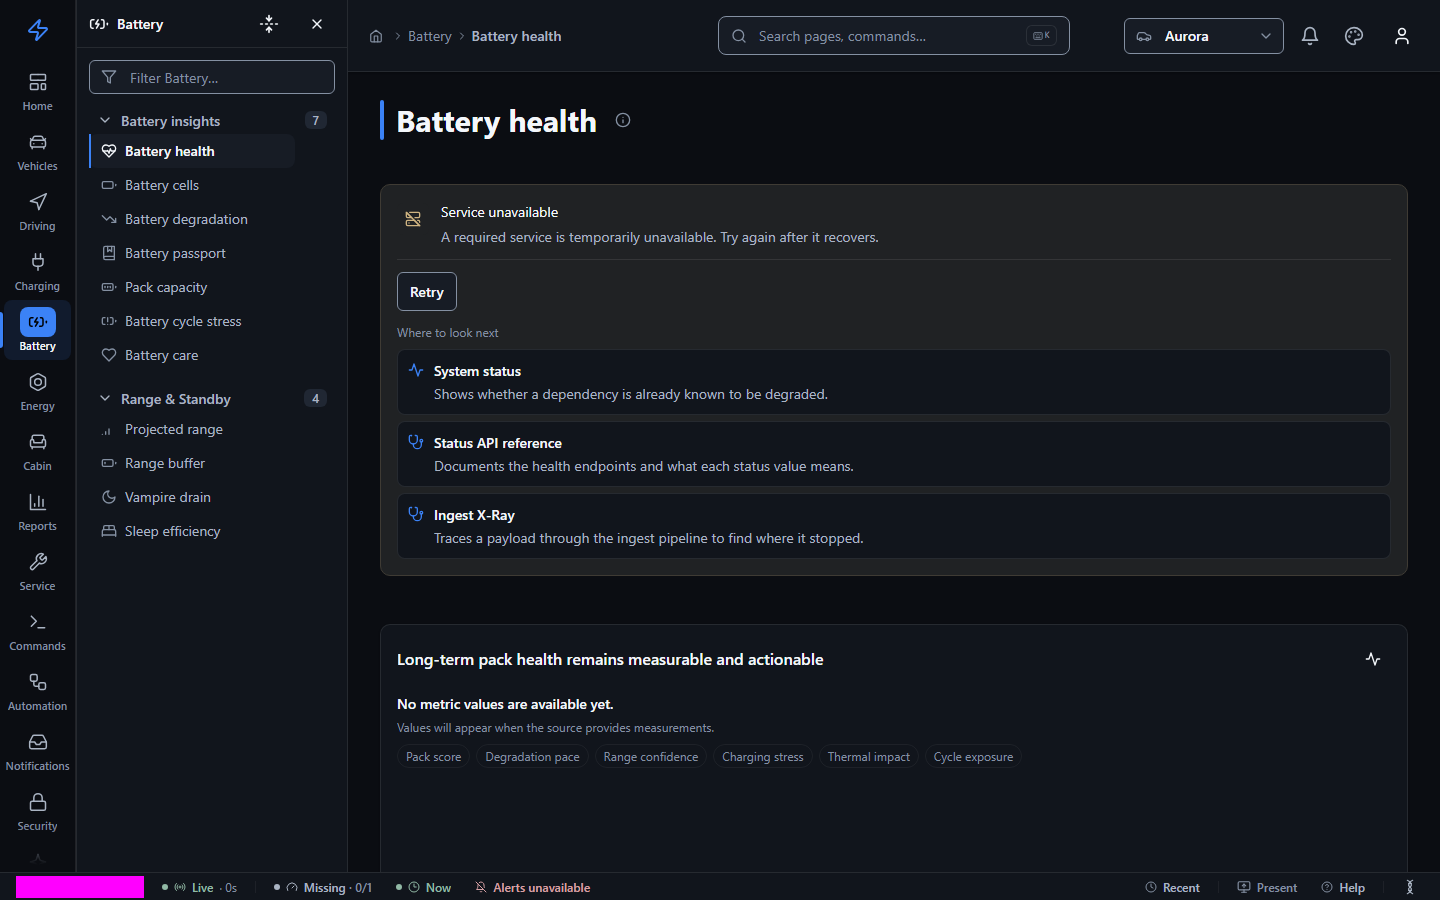 Battery
Home
Vehicles
Driving
Charging
Battery
Energy
Cabin
Reports
Service
Commands
Automation
Notifications
Security
Filter Battery...
Battery insights 7
Battery health
Battery cells
Battery degradation
Battery passport
Pack capacity
Battery cycle stress
Battery care
Range & Standby 4
Projected range
Range buffer
Vampire drain
Sleep efficiency
Battery Battery health
Search pages, commands... K
Aurora
Battery health
Service unavailable
A required service is temporarily unavailable. Try again after it recovers.
Retry
Where to look next
System status
Shows whether a dependency is already known to be degraded.
Status API reference
Documents the health endpoints and what each status value means.
Ingest X-Ray
Traces a payload through the ingest pipeline to find where it stopped.
Long-term pack health remains measurable and actionable
No metric values are available yet.
Values will appear when the source provides measurements.
Pack score Degradation pace Range confidence Charging stress Thermal impact Cycle exposure
Live · 0s Missing · 0/1 Now Alerts unavailable Recent Present Help